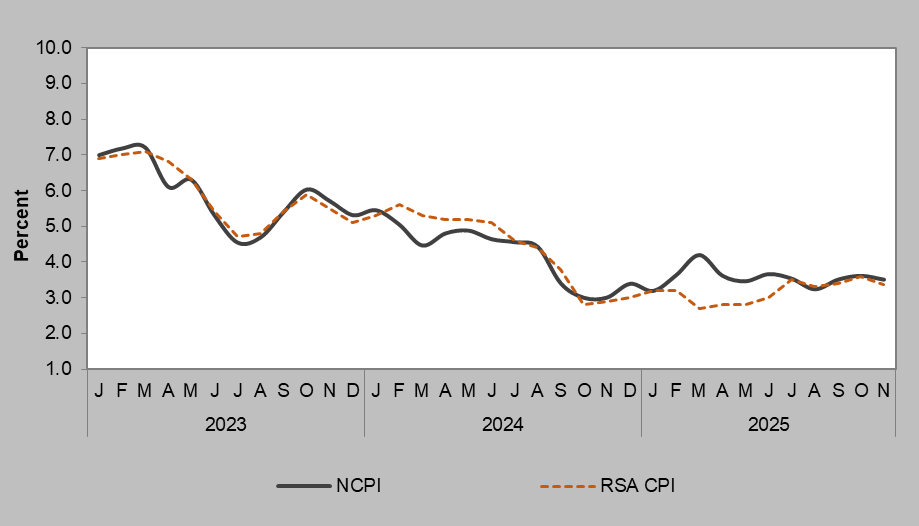 10.0
9.0
8.0
7.0
6.0
5.0
4.0
3.0
2.0
1.0
Percent
J F M A M J J A S O N D J F M A M J J A S O N D J F M A M J J A S O N
2023 2024 2025
NCPI RSA CPI